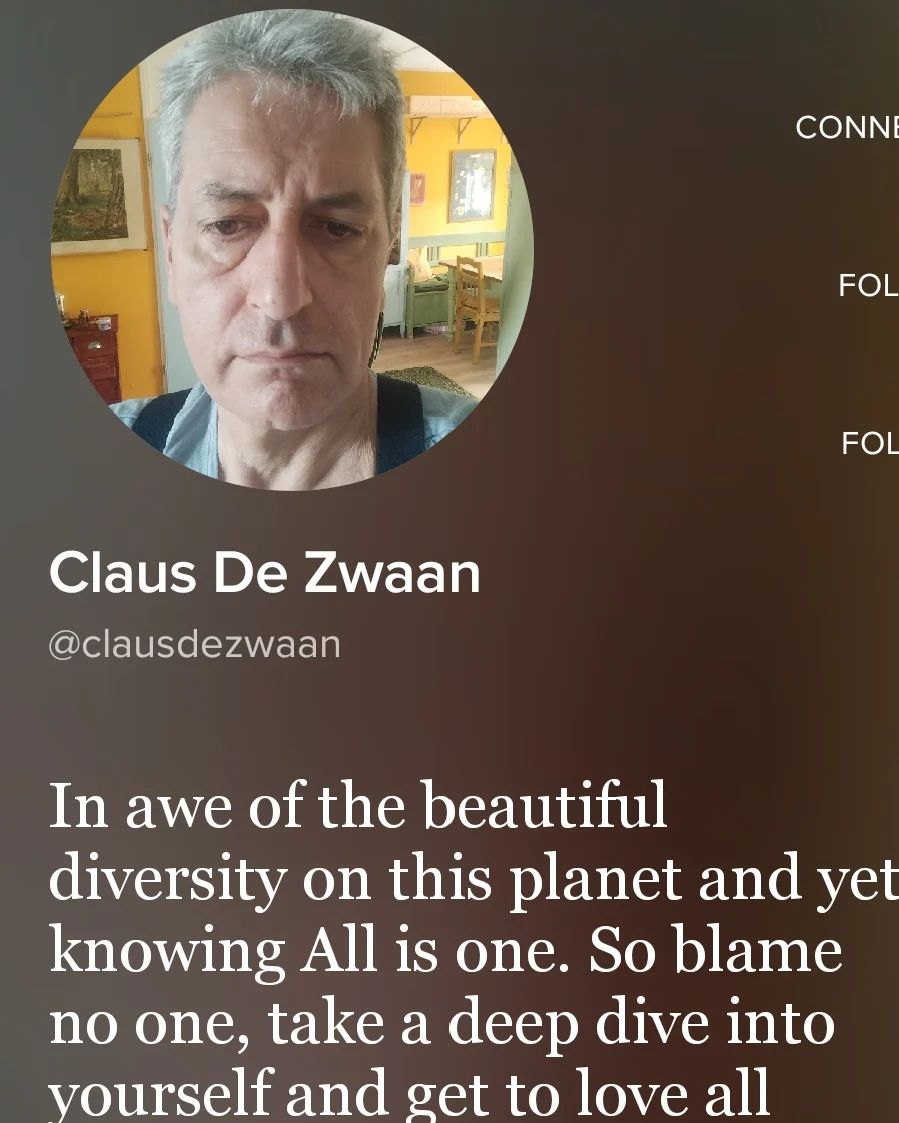 CONNE
FOL
FOL
Claus De Zwaan
@clausdezwaan
In awe of the beautiful
diversity on this planet and yet
knowing All is one. So blame
no one, take a deep dive into
yourself and get to love all